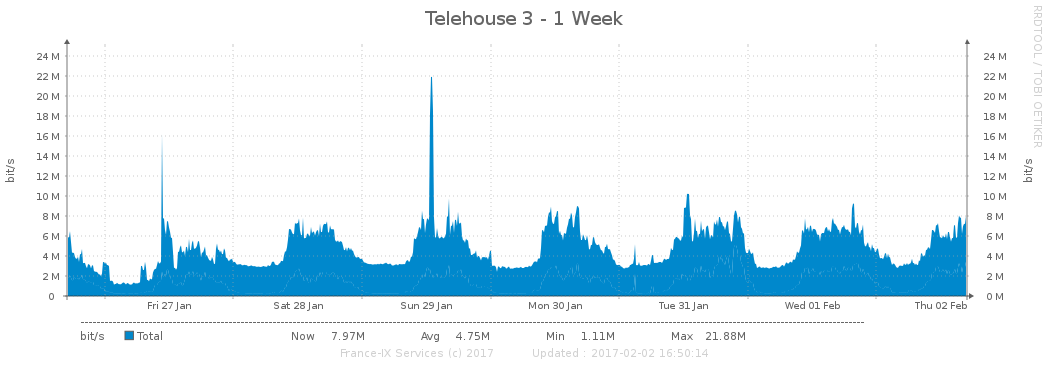 Telehouse 3 - 1 Week
RRDTOOL / TOBI OETIKER
bit/s
bit/s
24 M 24 M
22 M 22 M
20 M 20 M
18 M 18 M
16 M 16 M
14 M 14 M
12 M 12 M
10 M 10 M
8 M 8 M
6 M 6 M
4 M 4 M
2 M 2 M
0 0 M
Fri 27 Jan Sat 28 Jan Sun 29 Jan Mon 30 Jan Tue 31 Jan Wed 01 Feb Thu 02 Feb
bit/s Total Now 7.97M Avg 4.75M Min 1.11M Max 21.88M
France-IX Services (c) 2017 Updated : 2017-02-02 16:50:14